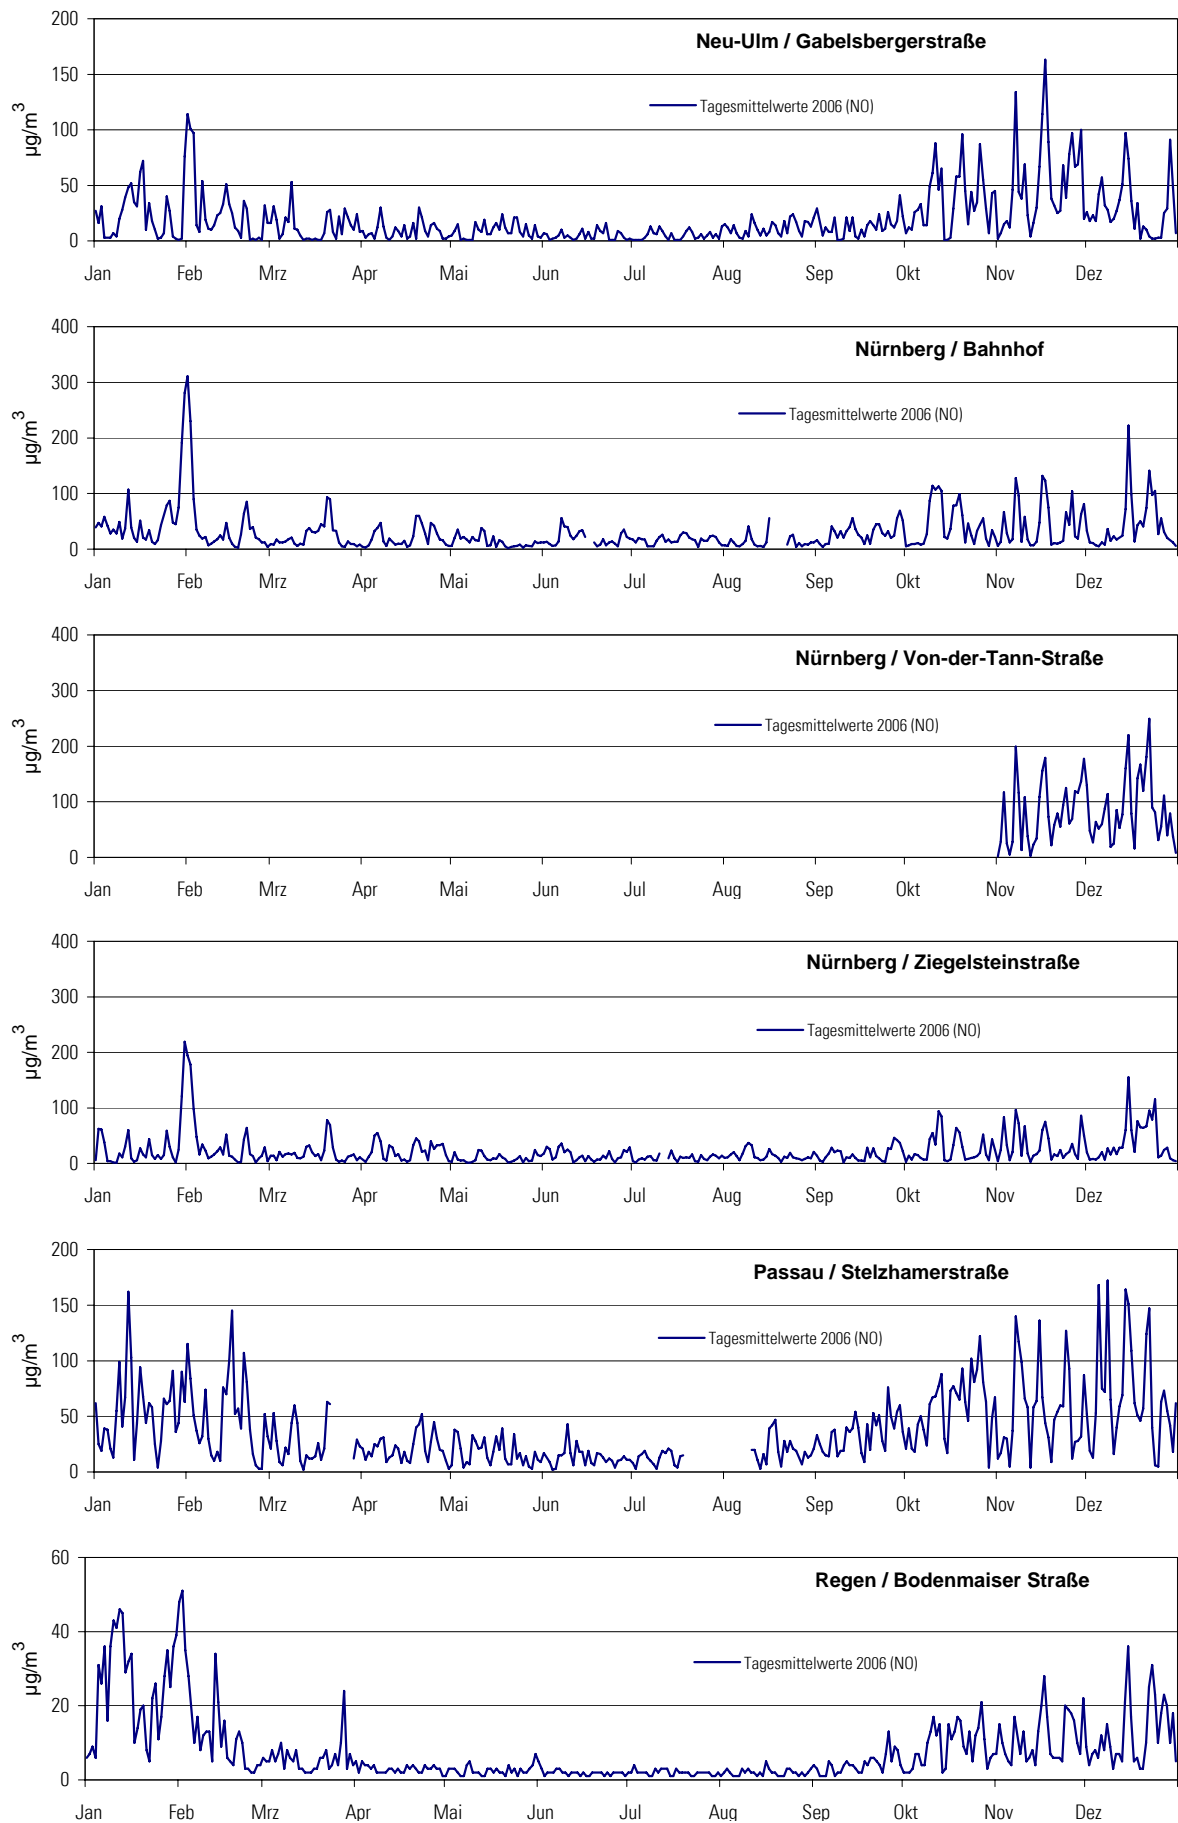 Neu-Ulm / Gabelsbergerstraße
Tagesmittelwerte 2006 (NO)
µg/m³
200
150
100
50
0
Jan Feb Mrz Apr Mai Jun Jul Aug Sep Okt Nov Dez
Nürnberg / Bahnhof
Tagesmittelwerte 2006 (NO)
µg/m³
400
300
200
100
0
Jan Feb Mrz Apr Mai Jun Jul Aug Sep Okt Nov Dez
Nürnberg / Von-der-Tann-Straße
Tagesmittelwerte 2006 (NO)
µg/m³
400
300
200
100
0
Jan Feb Mrz Apr Mai Jun Jul Aug Sep Okt Nov Dez
Nürnberg / Ziegelsteinstraße
Tagesmittelwerte 2006 (NO)
µg/m³
400
300
200
100
0
Jan Feb Mrz Apr Mai Jun Jul Aug Sep Okt Nov Dez
Passau / Stelzhamerstraße
Tagesmittelwerte 2006 (NO)
µg/m³
200
150
100
50
0
Jan Feb Mrz Apr Mai Jun Jul Aug Sep Okt Nov Dez
Regen / Bodenmaiser Straße
Tagesmittelwerte 2006 (NO)
µg/m³
60
40
20
0
Jan Feb Mrz Apr Mai Jun Jul Aug Sep Okt Nov Dez